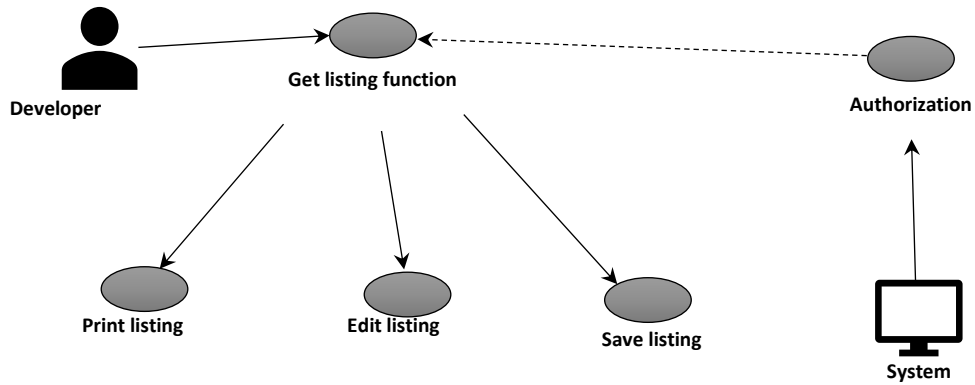 Get listing function
Developer
Authorization
Print listing
Edit listing
Save listing
System